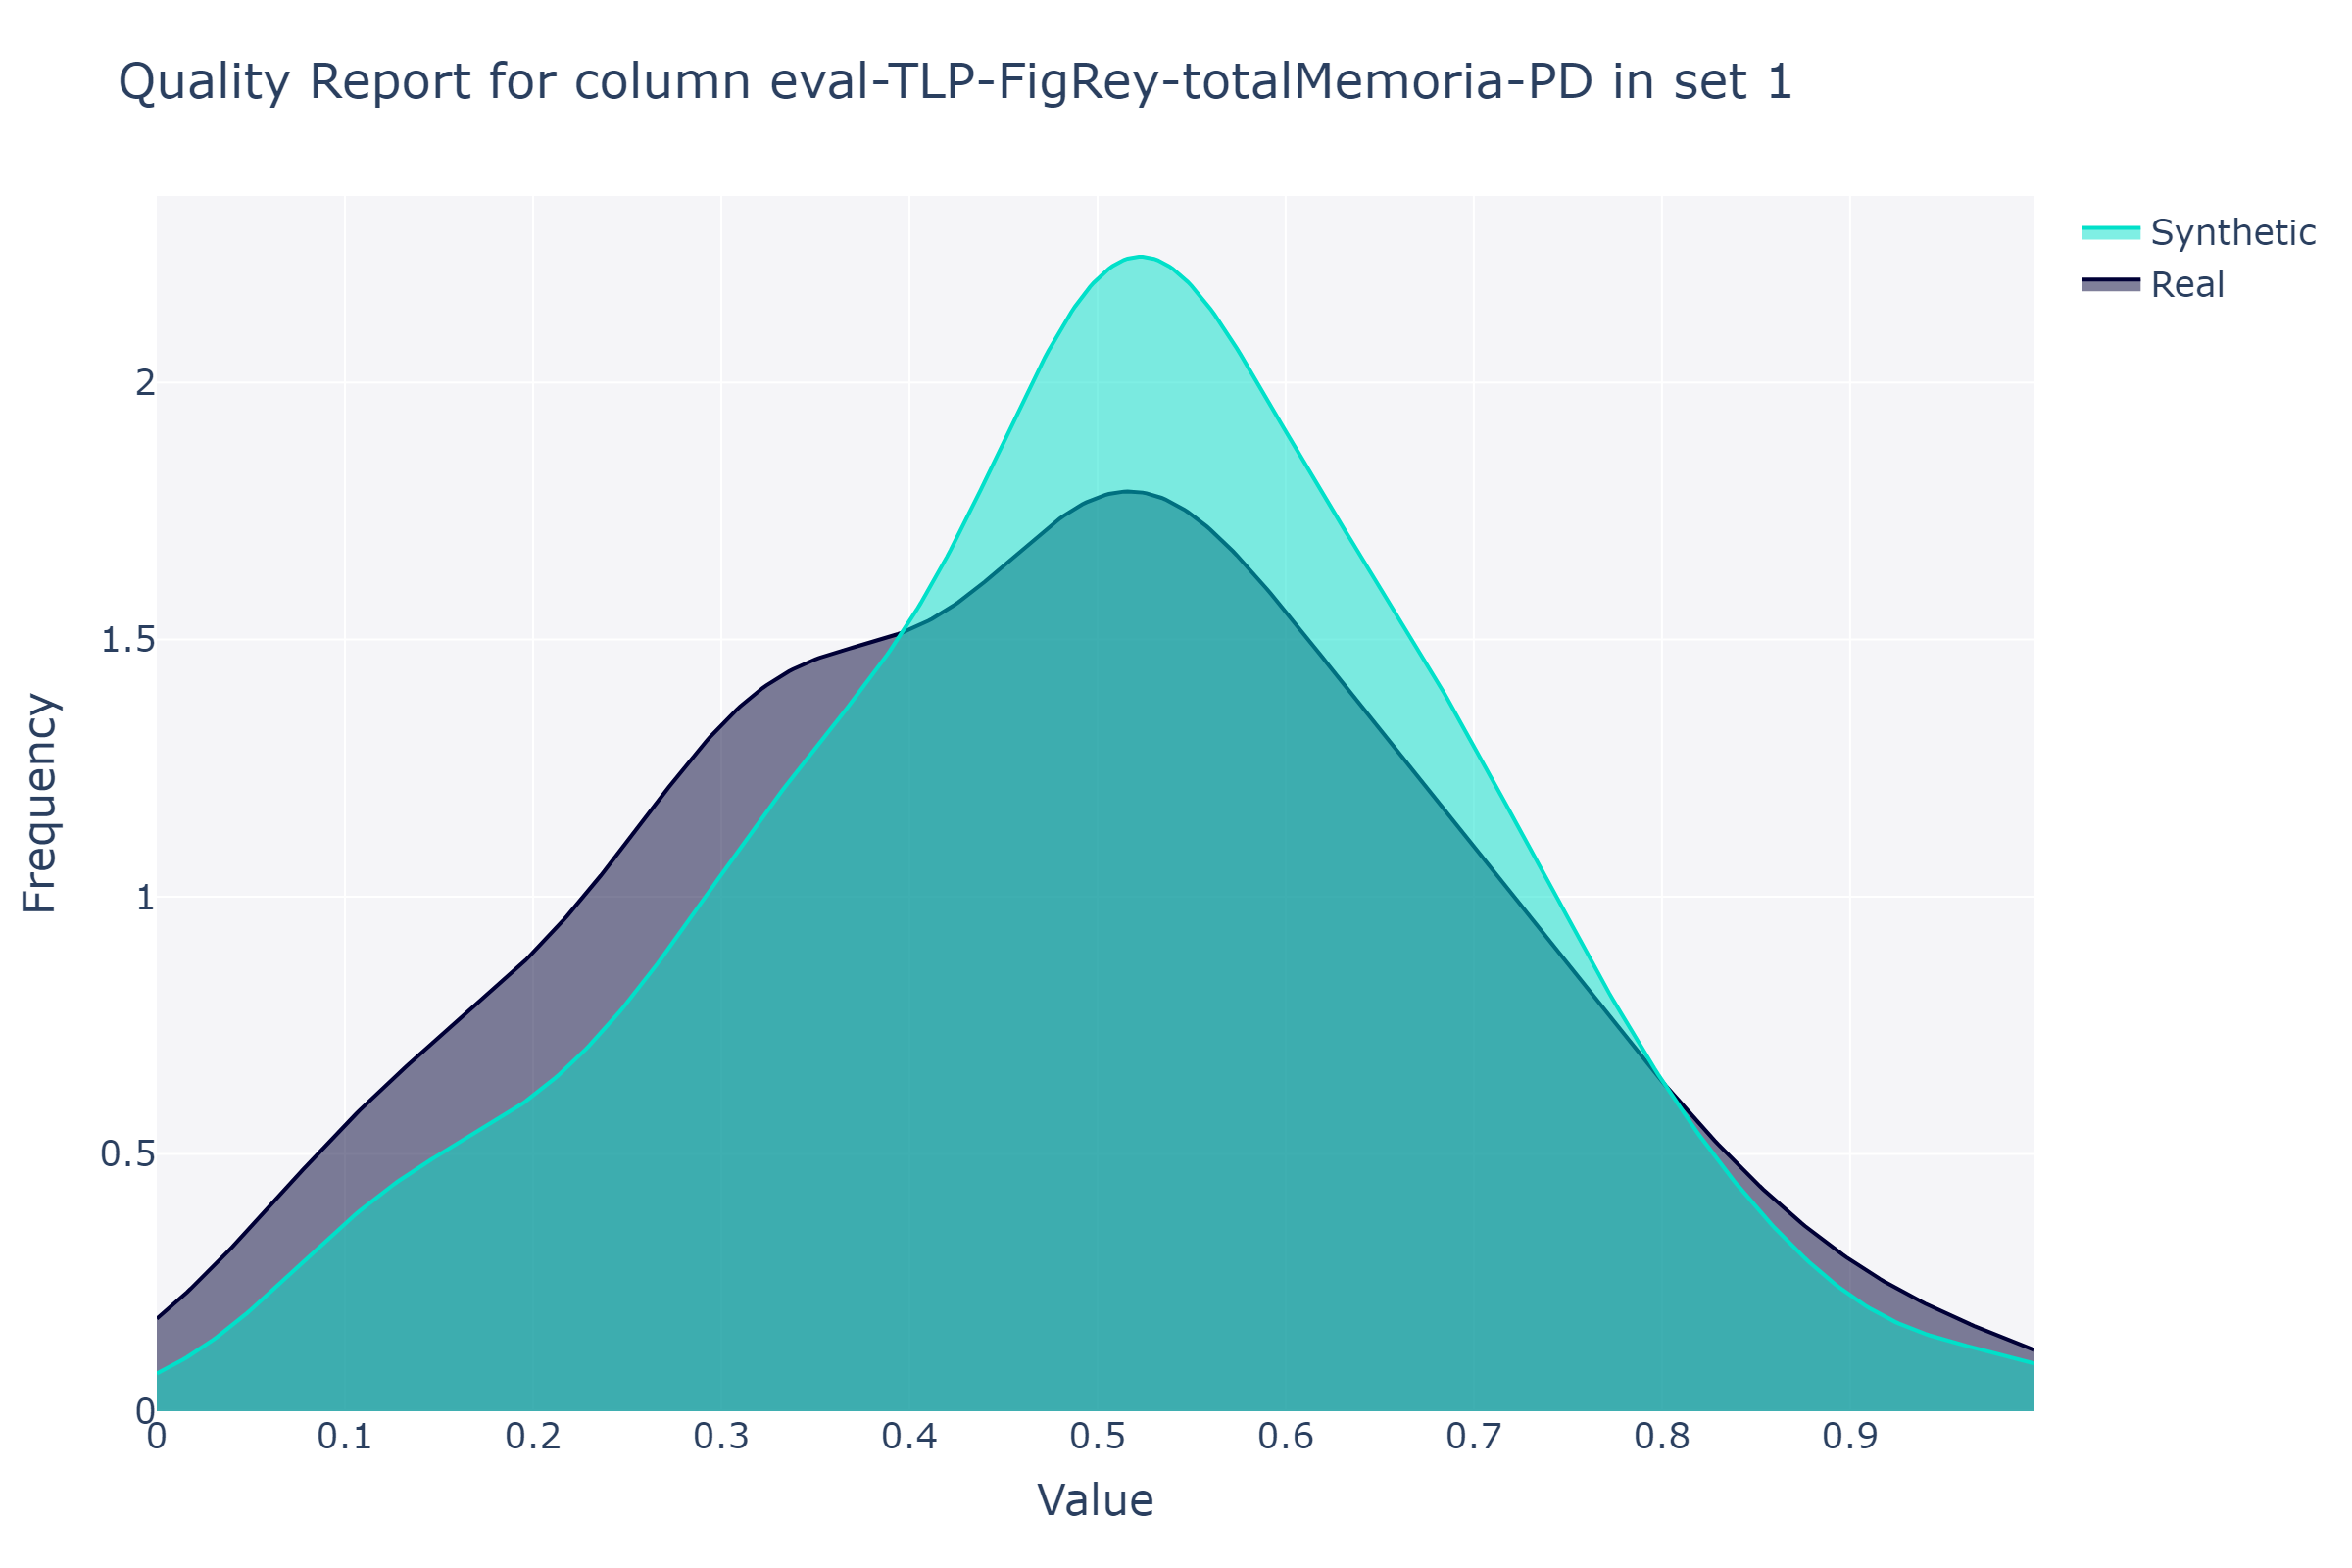 Quality Report for column eval-TLP-FigRey-totalMemoria-PD in set 1
Synthetic
Real
Frequency
2
1.5
1
0.5
0
0 0.1 0.2 0.3 0.4 0.5 0.6 0.7 0.8 0.9
Value